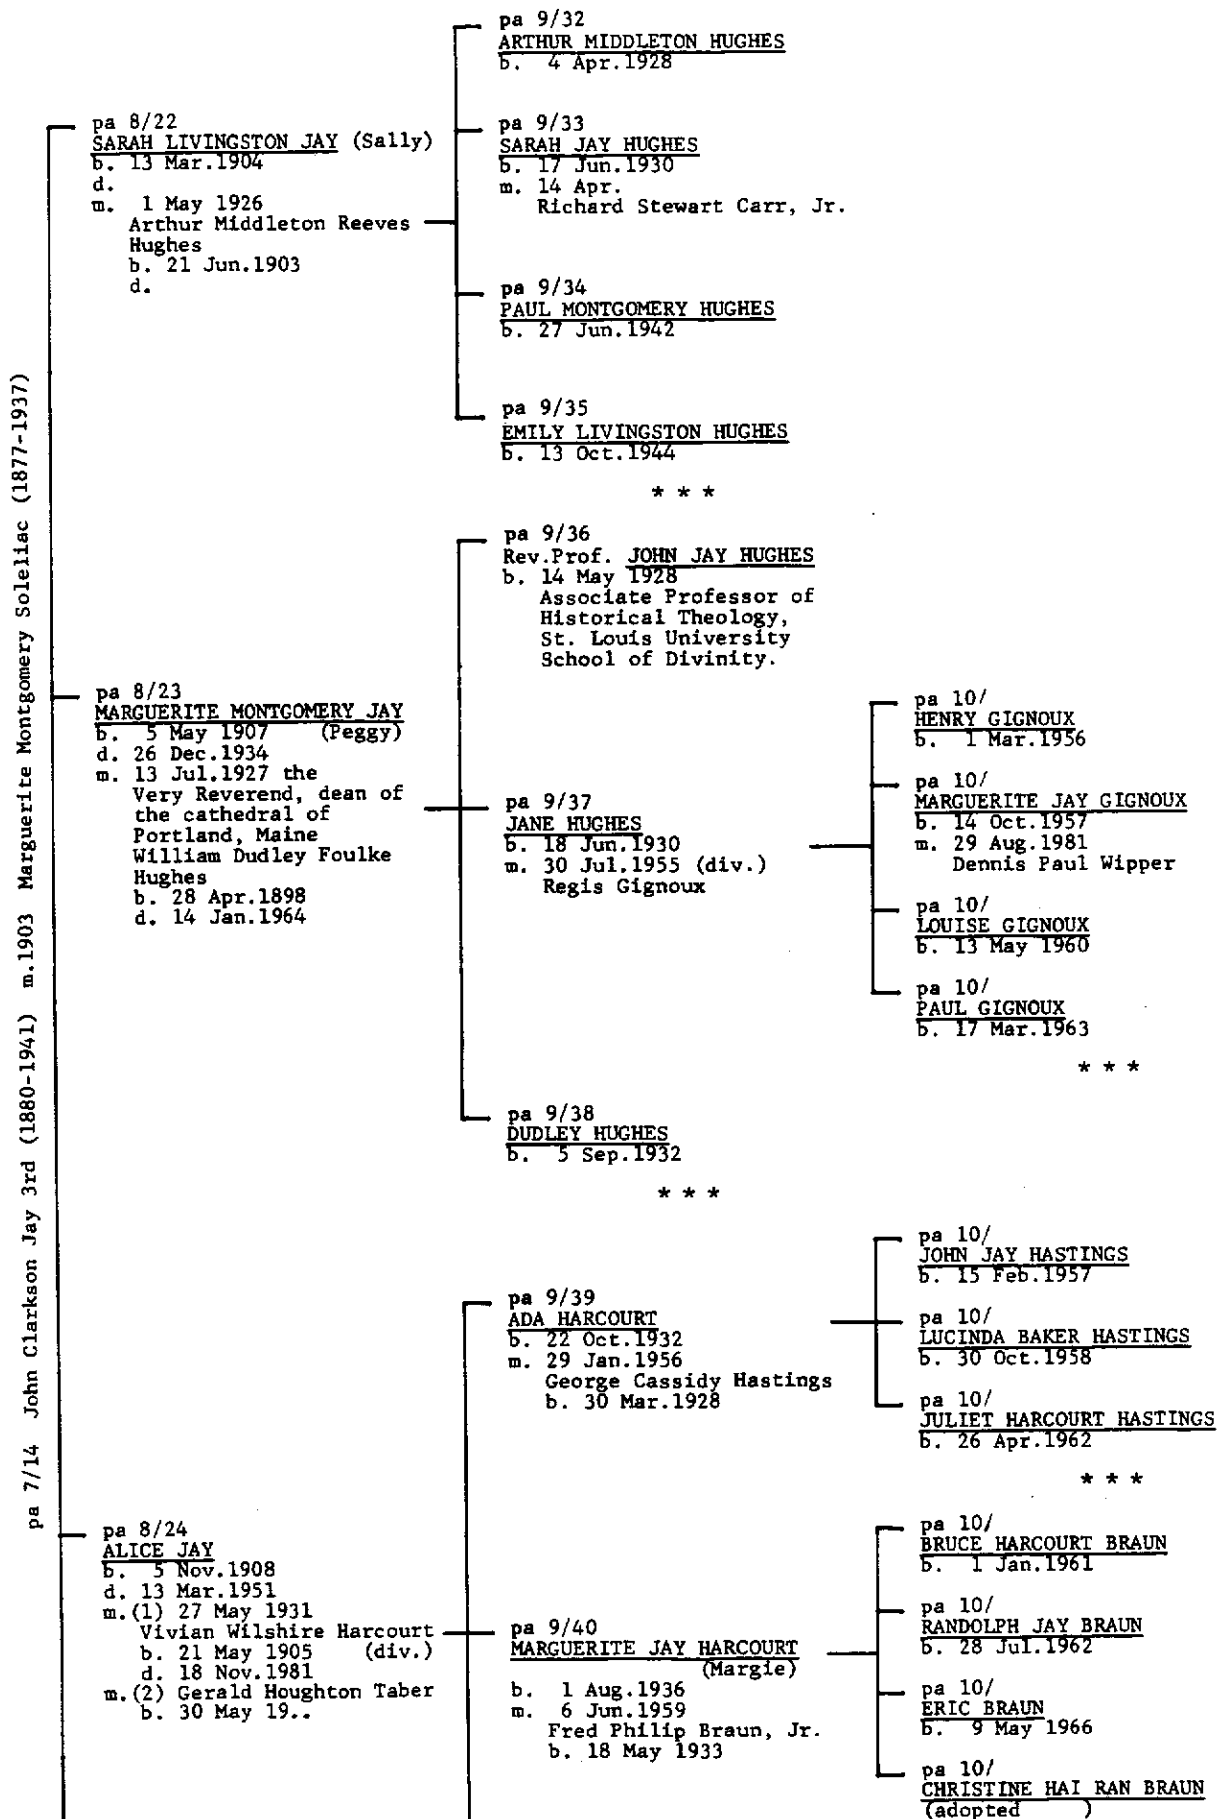 pa 7/14 John Clarkson Jay 3rd (1880-1941) m.1903 Marguerite Montgomery Soleliac (1877-1937)
pa 8/22
SARAH LIVINGSTON JAY (Sally)
b. 13 Mar.1904
d.
m. 1 May 1926
Arthur Middleton Reeves
Hughes
b. 21 Jun.1903
d.
pa 9/32
ARTHUR MIDDLETON HUGHES
b. 4 Apr.1928
pa 9/33
SARAH JAY HUGHES
b. 17 Jun.1930
m. 14 Apr.
Richard Stewart Carr, Jr.
pa 9/34
PAUL MONTGOMERY HUGHES
b. 27 Jun.1942
pa 9/35
EMILY LIVINGSTON HUGHES
b. 13 Oct.1944
* * *
pa 8/23
MARGUERITE MONTGOMERY JAY
b. 5 May 1907 (Peggy)
d. 26 Dec.1934
m. 13 Jul.1927 the
Very Reverend, dean of
the cathedral of
Portland, Maine
William Dudley Foulke
Hughes
b. 28 Apr.1898
d. 14 Jan.1964
pa 9/36
Rev.Prof. JOHN JAY HUGHES
b. 14 May 1928
Associate Professor of
Historical Theology,
St. Louis University
School of Divinity.
pa 9/37
JANE HUGHES
b. 18 Jun.1930
m. 30 Jul.1955 (div.)
Regis Gignoux
pa 10/
HENRY GIGNOUX
b. 1 Mar.1956
pa 10/
MARGUERITE JAY GIGNOUX
b. 14 Oct.1957
m. 29 Aug.1981
Dennis Paul Wipper
pa 10/
LOUISE GIGNOUX
b. 13 May 1960
pa 10/
PAUL GIGNOUX
b. 17 Mar.1963
* * *
pa 9/38
DUDLEY HUGHES
b. 5 Sep.1932
* * *
pa 8/24
ALICE JAY
b. 5 Nov.1908
d. 13 Mar.1951
m.(1) 27 May 1931
Vivian Wilshire Harcourt
b. 21 May 1905 (div.)
d. 18 Nov.1981
m.(2) Gerald Houghton Taber
b. 30 May 19..
pa 9/39
ADA HARCOURT
b. 22 Oct.1932
m. 29 Jan.1956
George Cassidy Hastings
b. 30 Mar.1928
pa 10/
JOHN JAY HASTINGS
b. 15 Feb.1957
pa 10/
LUCINDA BAKER HASTINGS
b. 30 Oct.1958
pa 10/
JULIET HARCOURT HASTINGS
b. 26 Apr.1962
* * *
pa 9/40
MARGUERITE JAY HARCOURT
(Margie)
b. 1 Aug.1936
m. 6 Jun.1959
Fred Philip Braun, Jr.
b. 18 May 1933
pa 10/
BRUCE HARCOURT BRAUN
b. 1 Jan.1961
pa 10/
RANDOLPH JAY BRAUN
b. 28 Jul.1962
pa 10/
ERIC BRAUN
b. 9 May 1966
pa 10/
CHRISTINE HAI RAN BRAUN
(adopted )